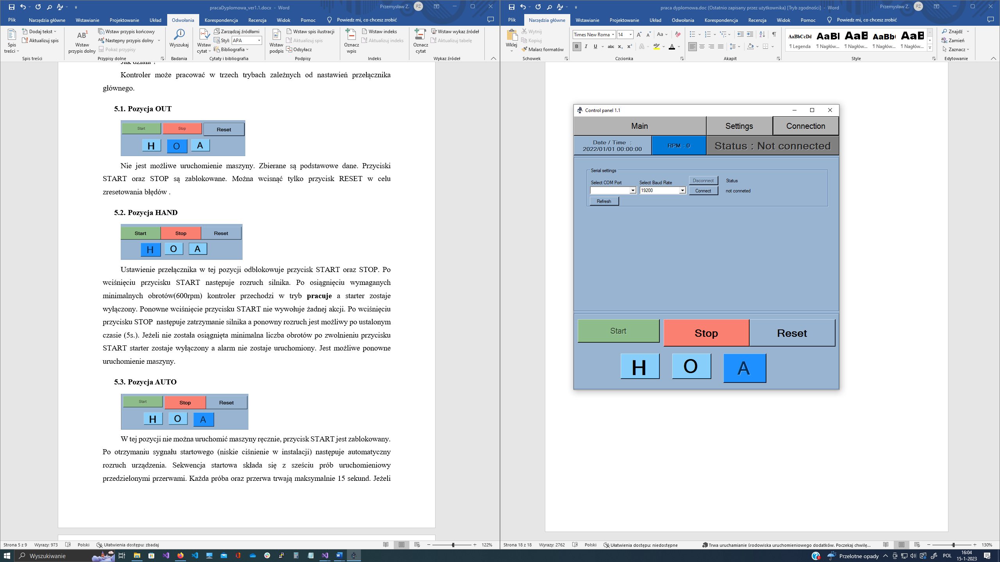 pracaDyplomowa_ver1.1.docx - Word
Przemysław Z. PZ
Plik Narzędzia główne Wstawianie Projektowanie Układ Odwołania Korespondencja Recenzja Widok Pomoc Powiedz mi, co chcesz zrobić
Spis treści
Dodaj tekst
Aktualizuj spis
Spis treści
AB1
Wstaw przypis dolny
Wstaw przypis końcowy
Następny przypis dolny
Pokaż przypisy
Przypisy dolne
Wyszukaj
Badania
Wstaw cytat
Zarządzaj źródłami
Styl: APA
Bibliografia
Cytaty i bibliografia
Wstaw podpis
Wstaw spis ilustracji
Aktualizuj spis
Odsyłacz
Podpisy
Oznacz wpis
Wstaw indeks
Aktualizuj indeks
Indeks
Oznacz cytat
Wstaw wykaz źródeł
Aktualizuj tabelę
Wykaz źródeł
Jak działa ?
Kontroler może pracować w trzech trybach zależnych od nastawień przełącznika
głównego.
5.1. Pozycja OUT
Start Stop Reset
H O A
Nie jest możliwe uruchomienie maszyny. Zbierane są podstawowe dane. Przyciski
START oraz STOP są zablokowane. Można wcisnąć tylko przycisk RESET w celu
zresetowania błędów .
5.2. Pozycja HAND
Start Stop Reset
H O A
Ustawienie przełącznika w tej pozycji odblokowuje przycisk START oraz STOP. Po
wciśnięciu przycisku START następuje rozruch silnika. Po osiągnięciu wymaganych
minimalnych obrotów(600rpm) kontroler przechodzi w tryb pracuje a starter zostaje
wyłączony. Ponowne wciśnięcie przycisku START nie wywołuje żadnej akcji. Po wciśnięciu
przycisku STOP następuje zatrzymanie silnika a ponowny rozruch jest możliwy po ustalonym
czasie (5s.). Jeżeli nie została osiągnięta minimalna liczba obrotów po zwolnieniu przycisku
START starter zostaje wyłączony a alarm nie zostaje uruchomiony. Jest możliwe ponowne
uruchomienie maszyny.
5.3. Pozycja AUTO
Start Stop Reset
H O A
W tej pozycji nie można uruchomić maszyny ręcznie, przycisk START jest zablokowany.
Po otrzymaniu sygnału startowego (niskie ciśnienie w instalacji) następuje automatyczny
rozruch urządzenia. Sekwencja startowa składa się z sześciu prób uruchomieniowy
przedzielonymi przerwami. Każda próba oraz przerwa trwają maksymalnie 15 sekund. Jeżeli
Strona 5 z 9 Wyrazy: 973 Polski Ułatwienia dostępu: zbadaj 122%
praca dyplomowa.doc (Ostatnio zapisany przez użytkownika) [Tryb zgodności] - Word
Przemysław Z. PZ
Plik Narzędzia główne Wstawianie Projektowanie Układ Odwołania Korespondencja Recenzja Widok Pomoc Powiedz mi, co chcesz zrobić
Wklej
Wytnij
Kopiuj
Malarz formatów
Schowek
Times New Roma 14
B I U abc x₂ x²
Czcionka
Akapit
AaBbCcDd AaBl AaB AaBb( AaB
¶ Legenda ¶ Nagłów... ¶ Nagłów... ¶ Nagłów... ¶ Nagłów...
Style
Znajdź
Zamień
Zaznacz
Edytowanie
Control panel 1.1
Main Settings Connection
Date / Time :
2022/01/01 00:00:00
RPM : 0
Status : Not connected
Serial settings
Select COM Port Select Baud Rate Disconnect Status
19200 Connect not conneted
Refresh
Start Stop Reset
H O A
Strona 18 z 18 Wyrazy: 2762 Polski Ułatwienia dostępu: niedostępne Trwa uruchamianie środowiska uruchomieniowego dodatków. Poczekaj chwilę... 130%
Wyszukiwanie
Przelotne opady POL
16:04
15-1-2023